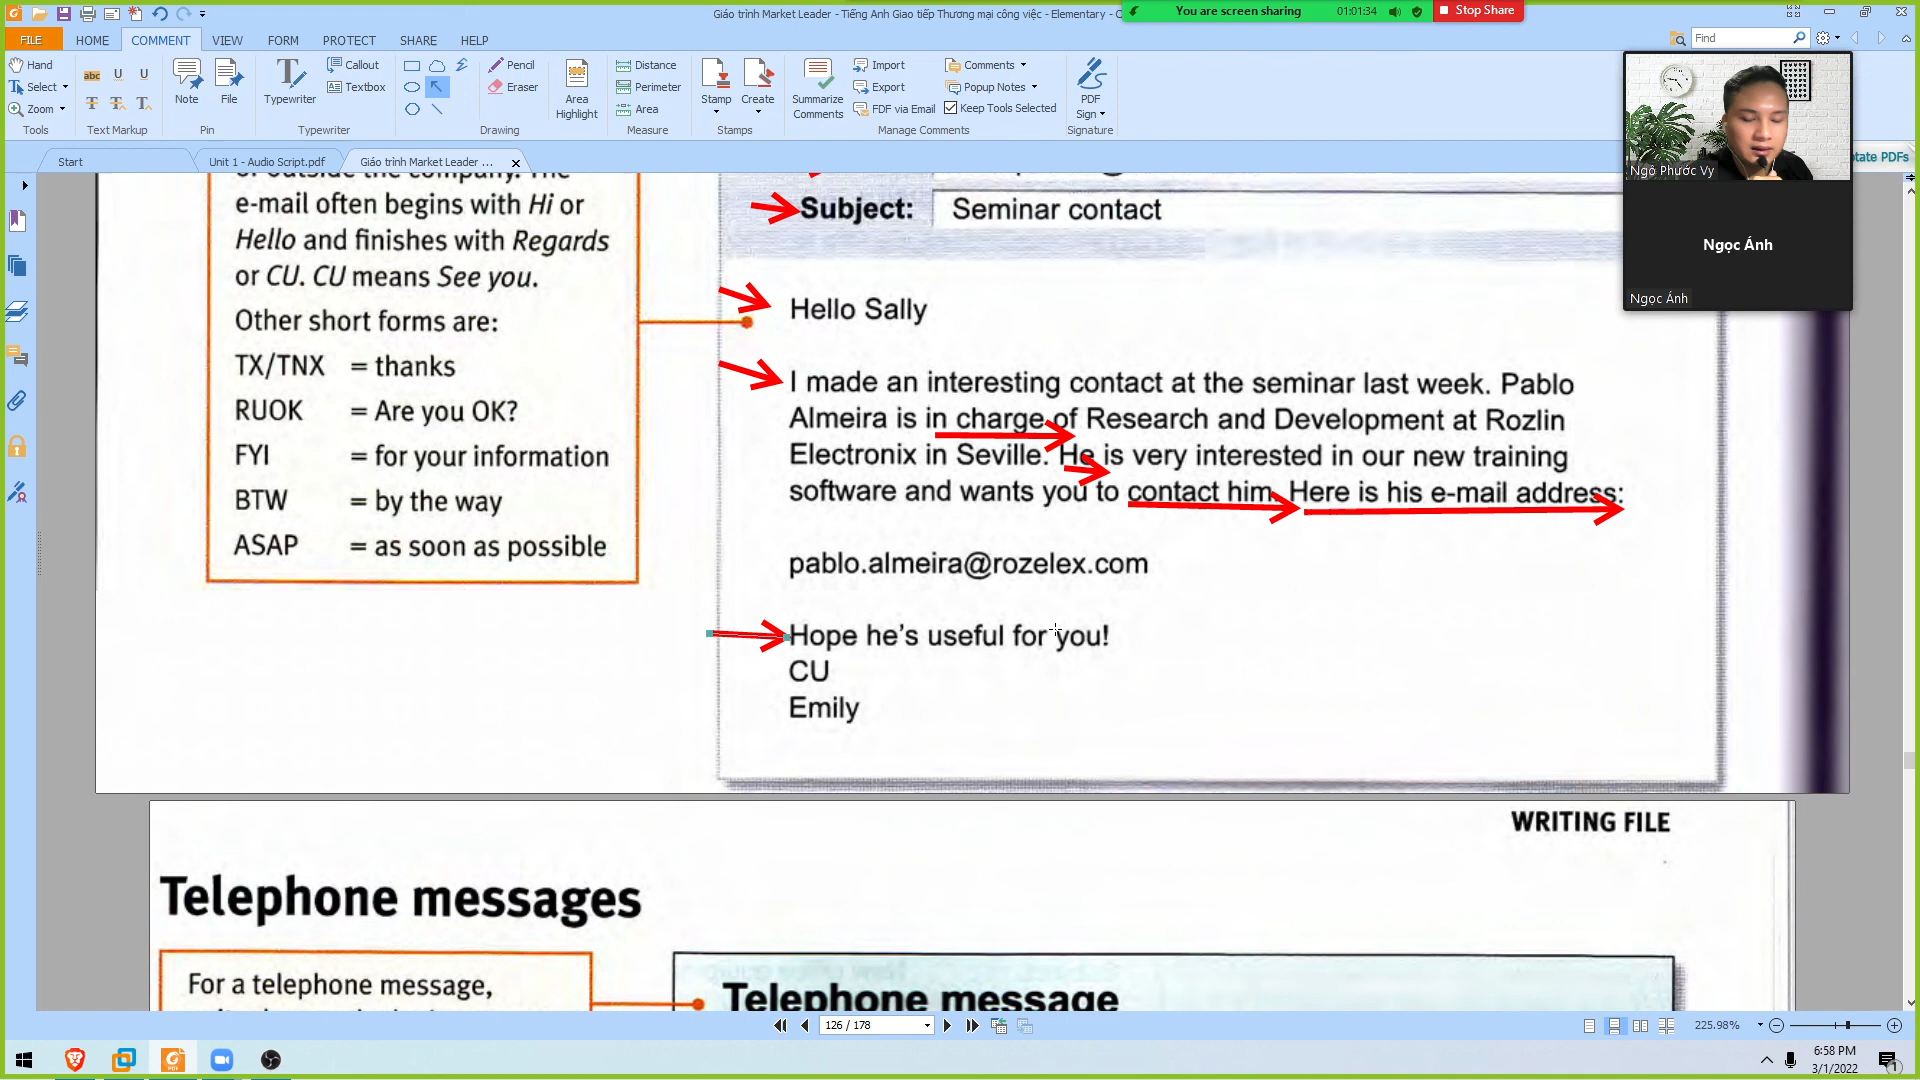 Giáo trình Market Leader - Tiếng Anh Giao tiếp Thương mại công việc - Elementary - C
You are screen sharing
01:01:34
Stop Share
FILE HOME COMMENT VIEW FORM PROTECT SHARE HELP
Find
Hand
Select
Zoom
Tools
abc U U
T T T
Text Markup
Note
File
Pin
Typewriter
Callout
Textbox
Typewriter
Pencil
Eraser
Drawing
Area
Highlight
Distance
Perimeter
Area
Measure
Stamp
Create
Stamps
Summarize
Comments
Import
Export
FDF via Email
Comments
Popup Notes
Keep Tools Selected
Manage Comments
PDF
Sign
Signature
Start
Unit 1 - Audio Script.pdf
Giáo trình Market Leader ...
tate PDFs
Ngô Phước Vy
Ngọc Ánh
Ngọc Ánh
or outside the company. The
e-mail often begins with Hi or
Hello and finishes with Regards
or CU. CU means See you.
Other short forms are:
TX/TNX = thanks
RUOK = Are you OK?
FYI = for your information
BTW = by the way
ASAP = as soon as possible
Subject: Seminar contact
Hello Sally
I made an interesting contact at the seminar last week. Pablo
Almeira is in charge of Research and Development at Rozlin
Electronix in Seville. He is very interested in our new training
software and wants you to contact him. Here is his e-mail address:
pablo.almeira@rozelex.com
Hope he's useful for you!
CU
Emily
WRITING FILE
Telephone messages
For a telephone message,
Telephone message
126 / 178
225.98%
6:58 PM
3/1/2022
1